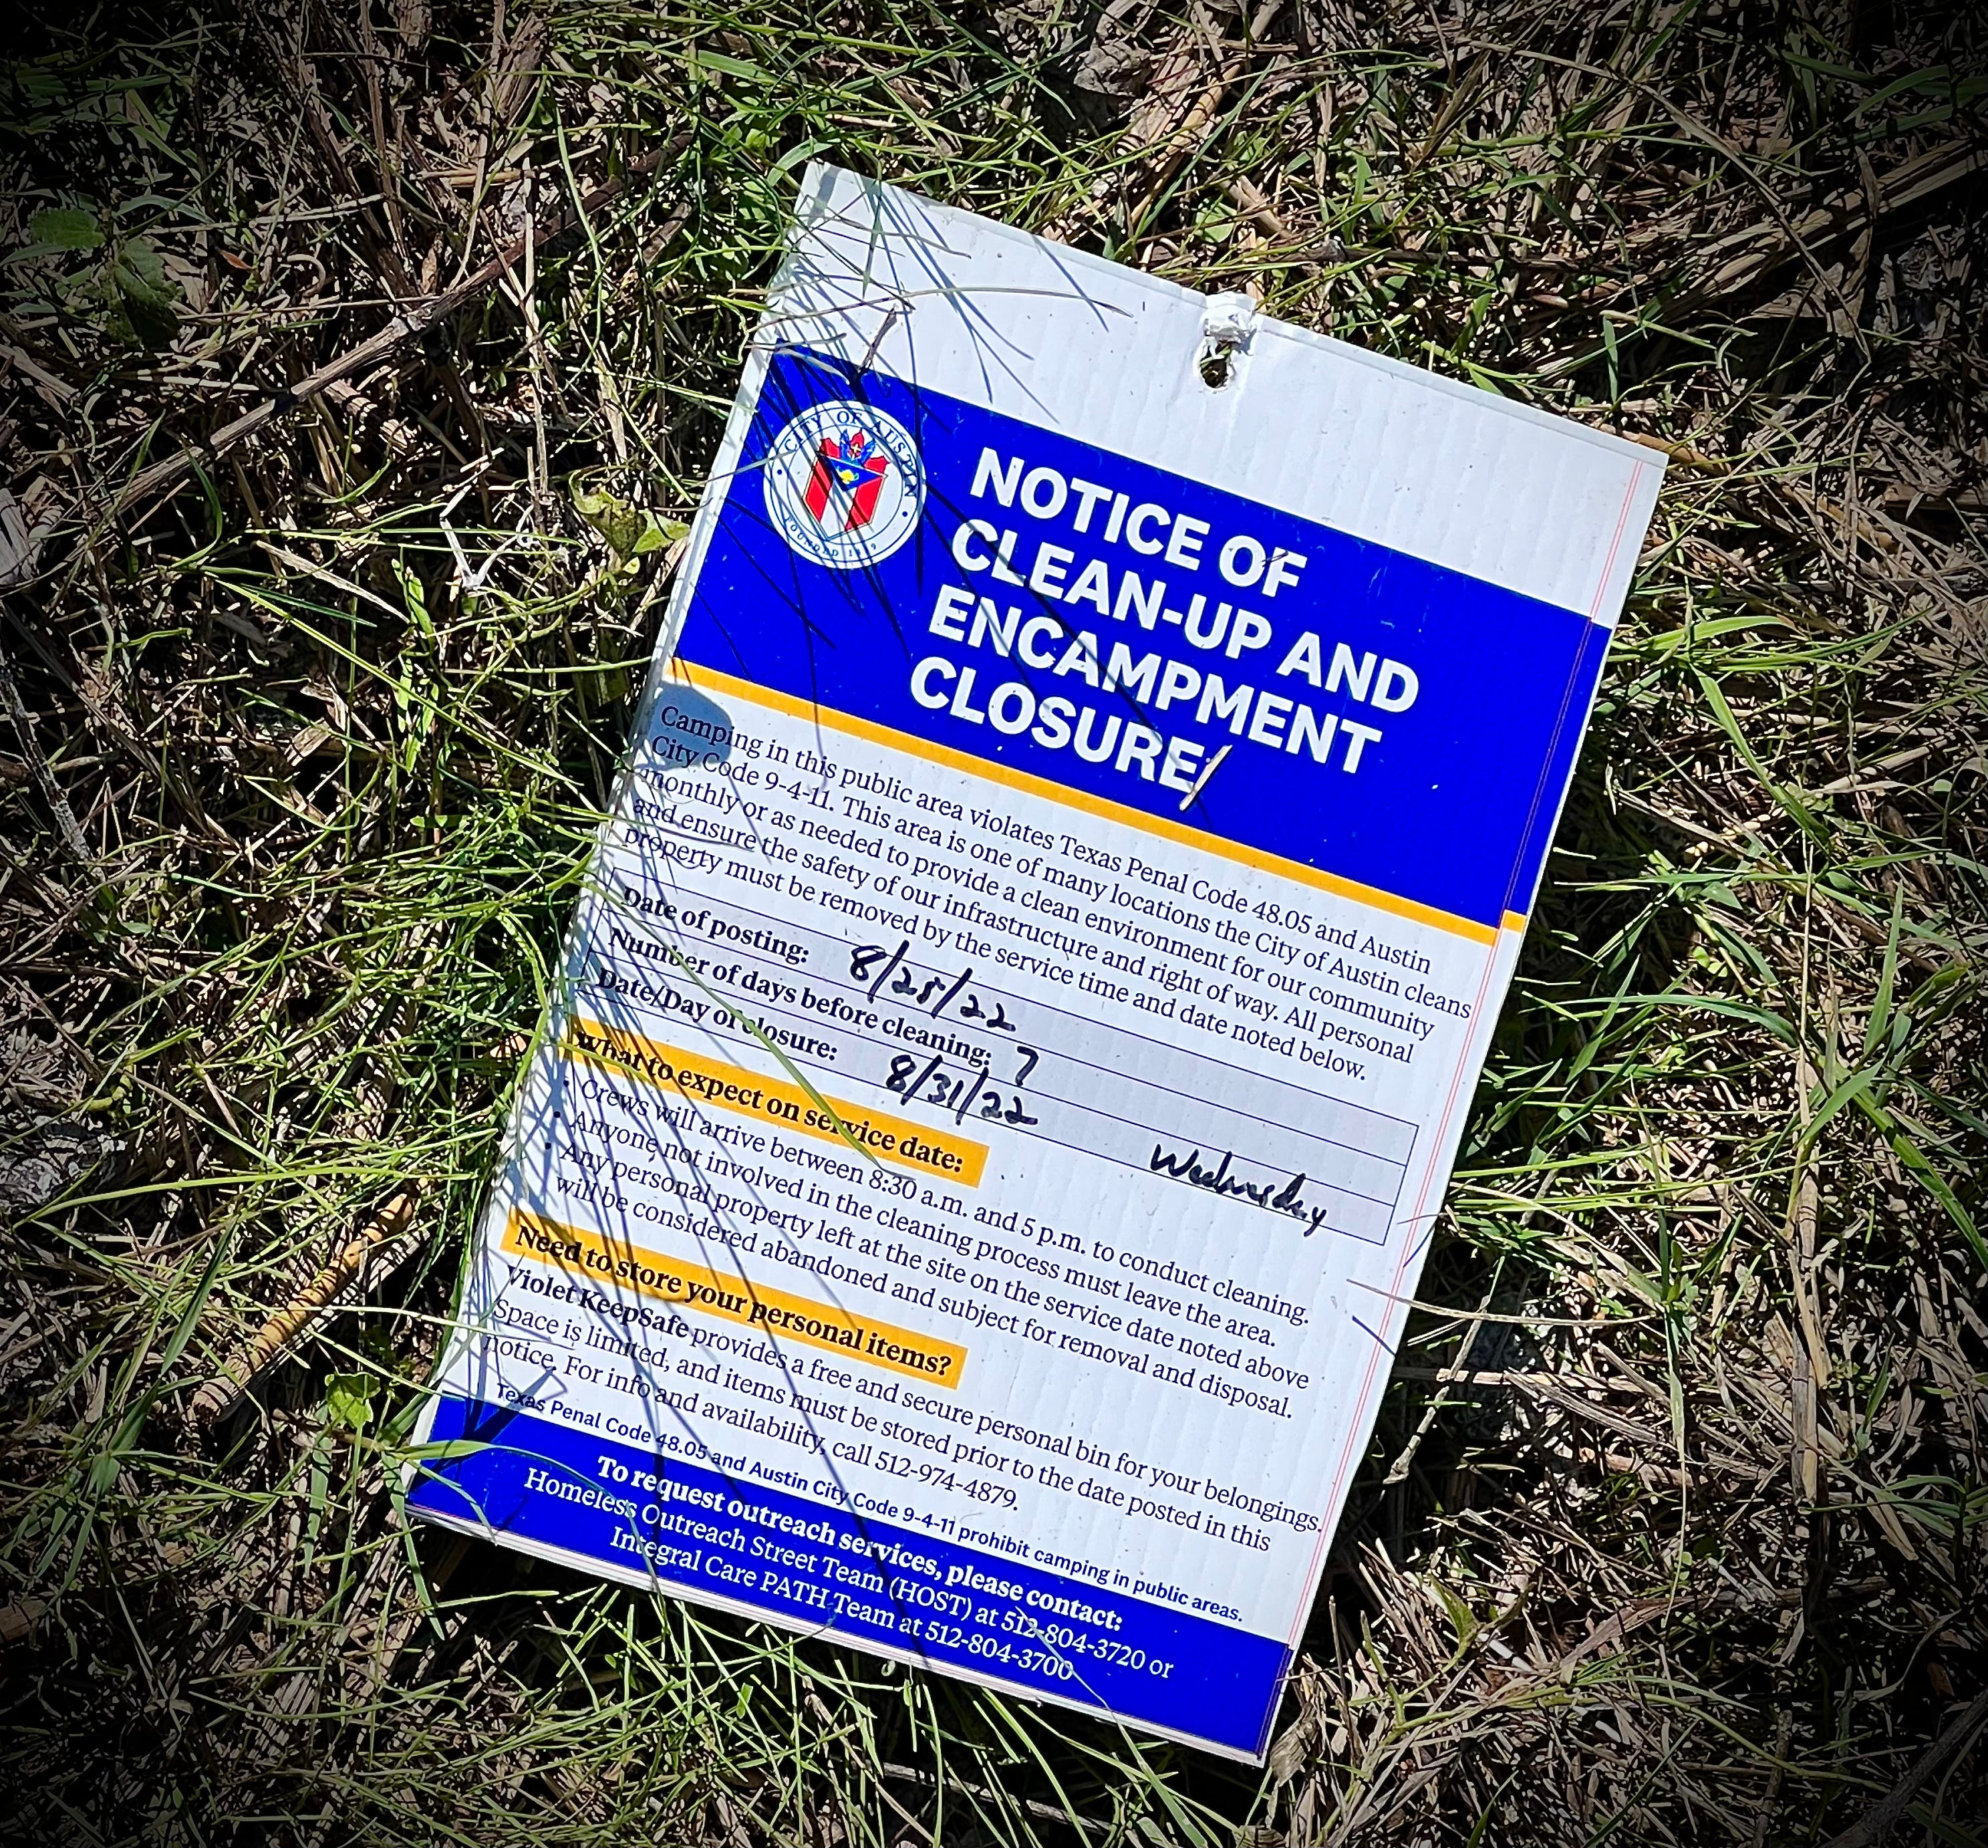 CITY OF AUSTIN
FOUNDED 1839
NOTICE OF
CLEAN-UP AND
ENCAMPMENT
CLOSURE
Camping in this public area violates Texas Penal Code 48.05 and Austin
City Code 9-4-11. This area is one of many locations the City of Austin cleans
monthly or as needed to provide a clean environment for our community
and ensure the safety of our infrastructure and right of way. All personal
property must be removed by the service time and date noted below.
Date of posting: 8/25/22
Number of days before cleaning: 7
Date/Day of closure: 8/31/22 Wednesday
What to expect on service date:
• Crews will arrive between 8:30 a.m. and 5 p.m. to conduct cleaning.
• Anyone not involved in the cleaning process must leave the area.
• Any personal property left at the site on the service date noted above
will be considered abandoned and subject for removal and disposal.
Need to store your personal items?
Violet KeepSafe provides a free and secure personal bin for your belongings.
Space is limited, and items must be stored prior to the date posted in this
notice. For info and availability, call 512-974-4879.
Texas Penal Code 48.05 and Austin City Code 9-4-11 prohibit camping in public areas.
To request outreach services, please contact:
Homeless Outreach Street Team (HOST) at 512-804-3720 or
Integral Care PATH Team at 512-804-3700